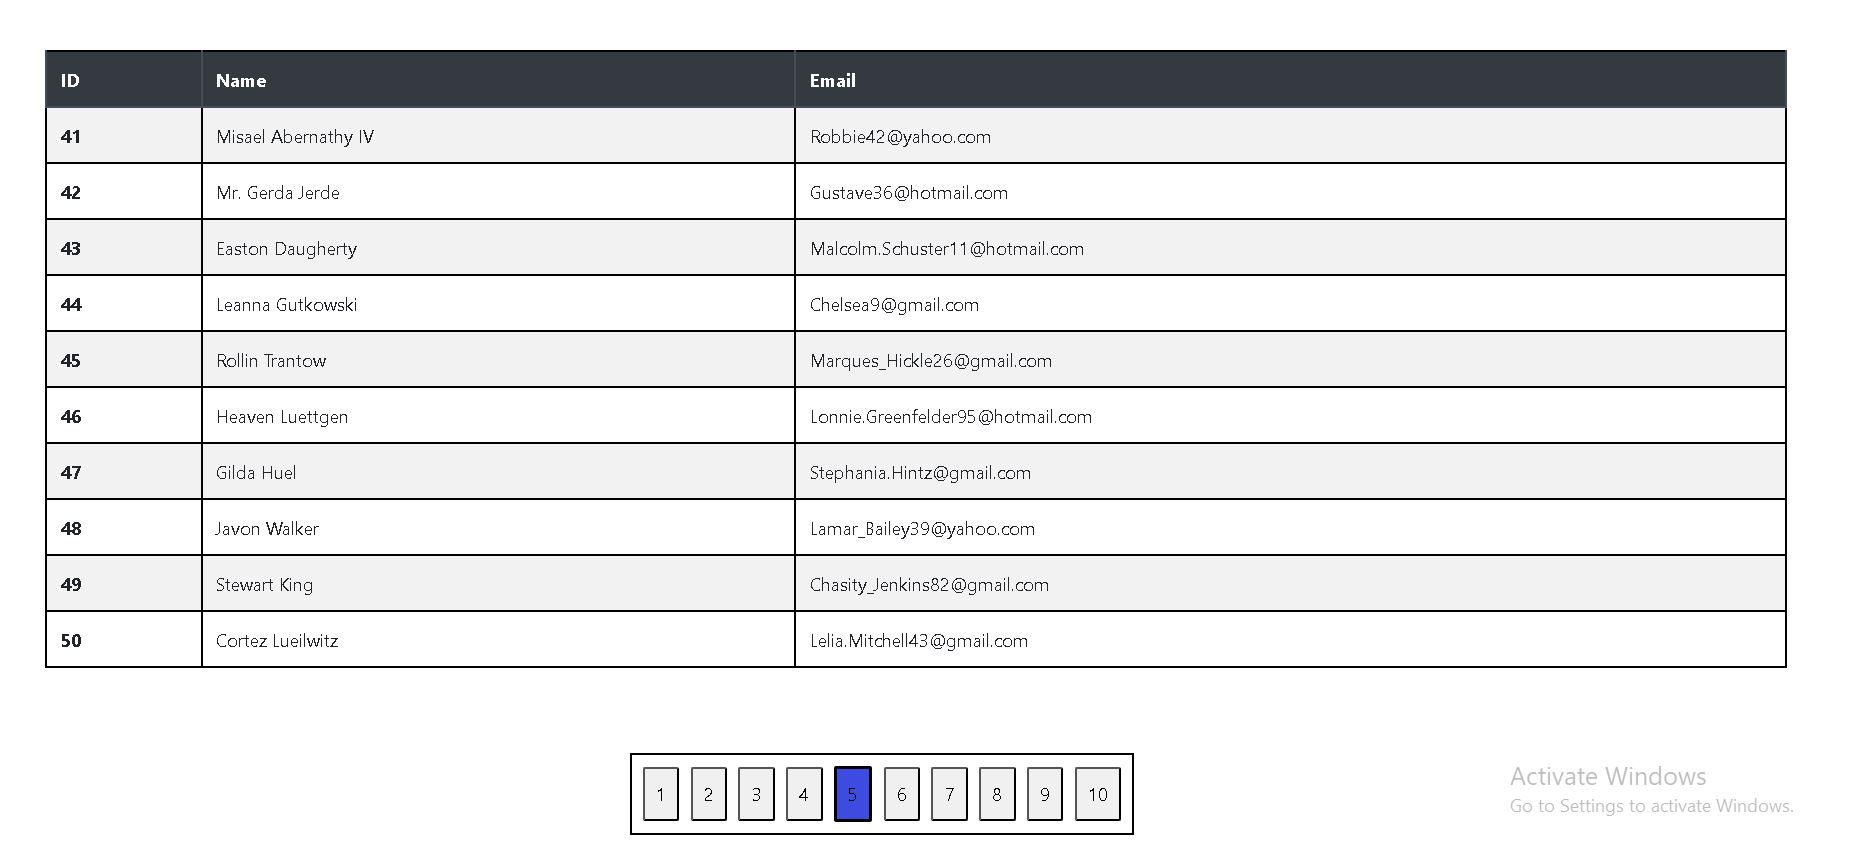 ID Name Email
41 Misael Abernathy IV Robbie42@yahoo.com
42 Mr. Gerda Jerde Gustave36@hotmail.com
43 Easton Daugherty Malcolm.Schuster11@hotmail.com
44 Leanna Gutkowski Chelsea9@gmail.com
45 Rollin Trantow Marques_Hickle26@gmail.com
46 Heaven Luettgen Lonnie.Greenfelder95@hotmail.com
47 Gilda Huel Stephania.Hintz@gmail.com
48 Javon Walker Lamar_Bailey39@yahoo.com
49 Stewart King Chasity_Jenkins82@gmail.com
50 Cortez Lueilwitz Lelia.Mitchell43@gmail.com
1 2 3 4 5 6 7 8 9 10
Activate Windows
Go to Settings to activate Windows.